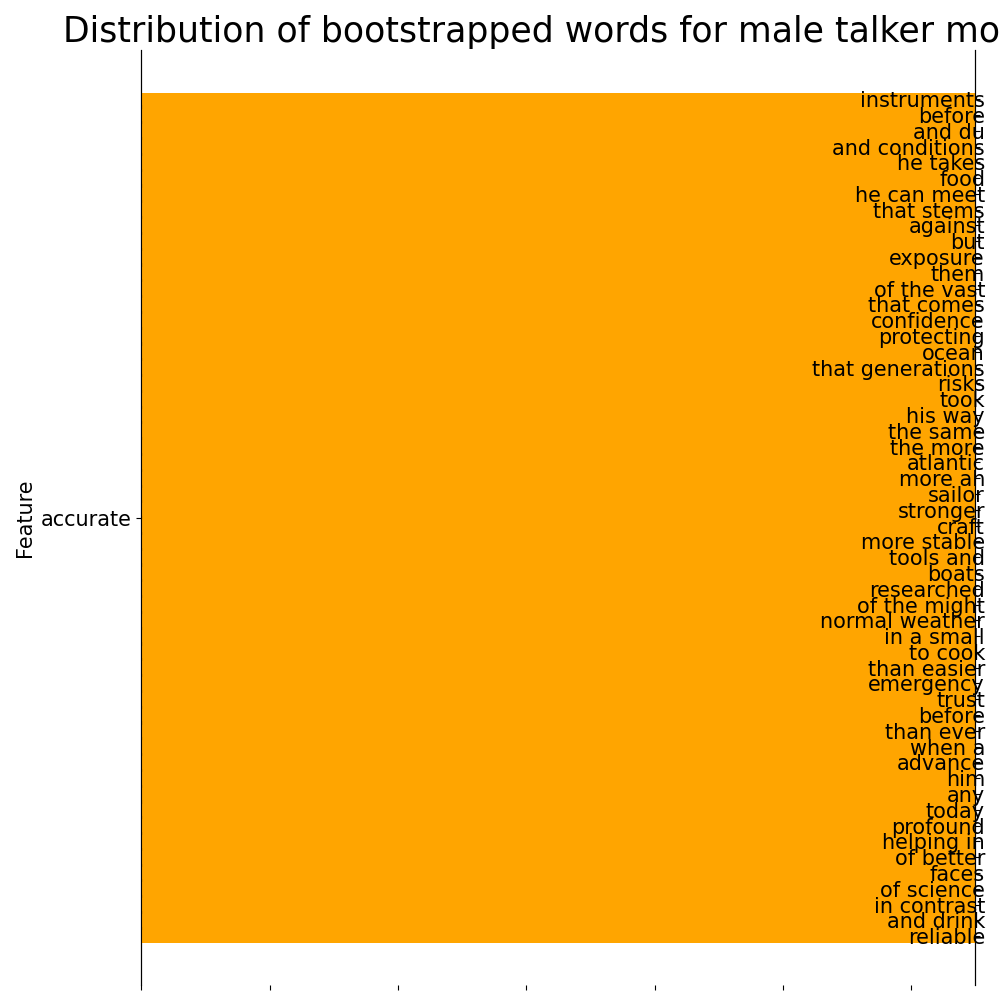 Distribution of bootstrapped words for male talker mo
instruments
before
and du
and conditions
he takes
food
he can meet
that stems
against
but
exposure
them
of the vast
that comes
confidence
protecting
ocean
that generations
risks
took
his way
the same
the more
atlantic
more an
sailor
stronger
craft
more stable
tools and
boats
researched
of the might
normal weather
in a small
to cook
than easier
emergency
trust
before
than ever
when a
advance
him
any
today
profound
helping in
of better
faces
of science
in contrast
and drink
reliable
Feature
accurate